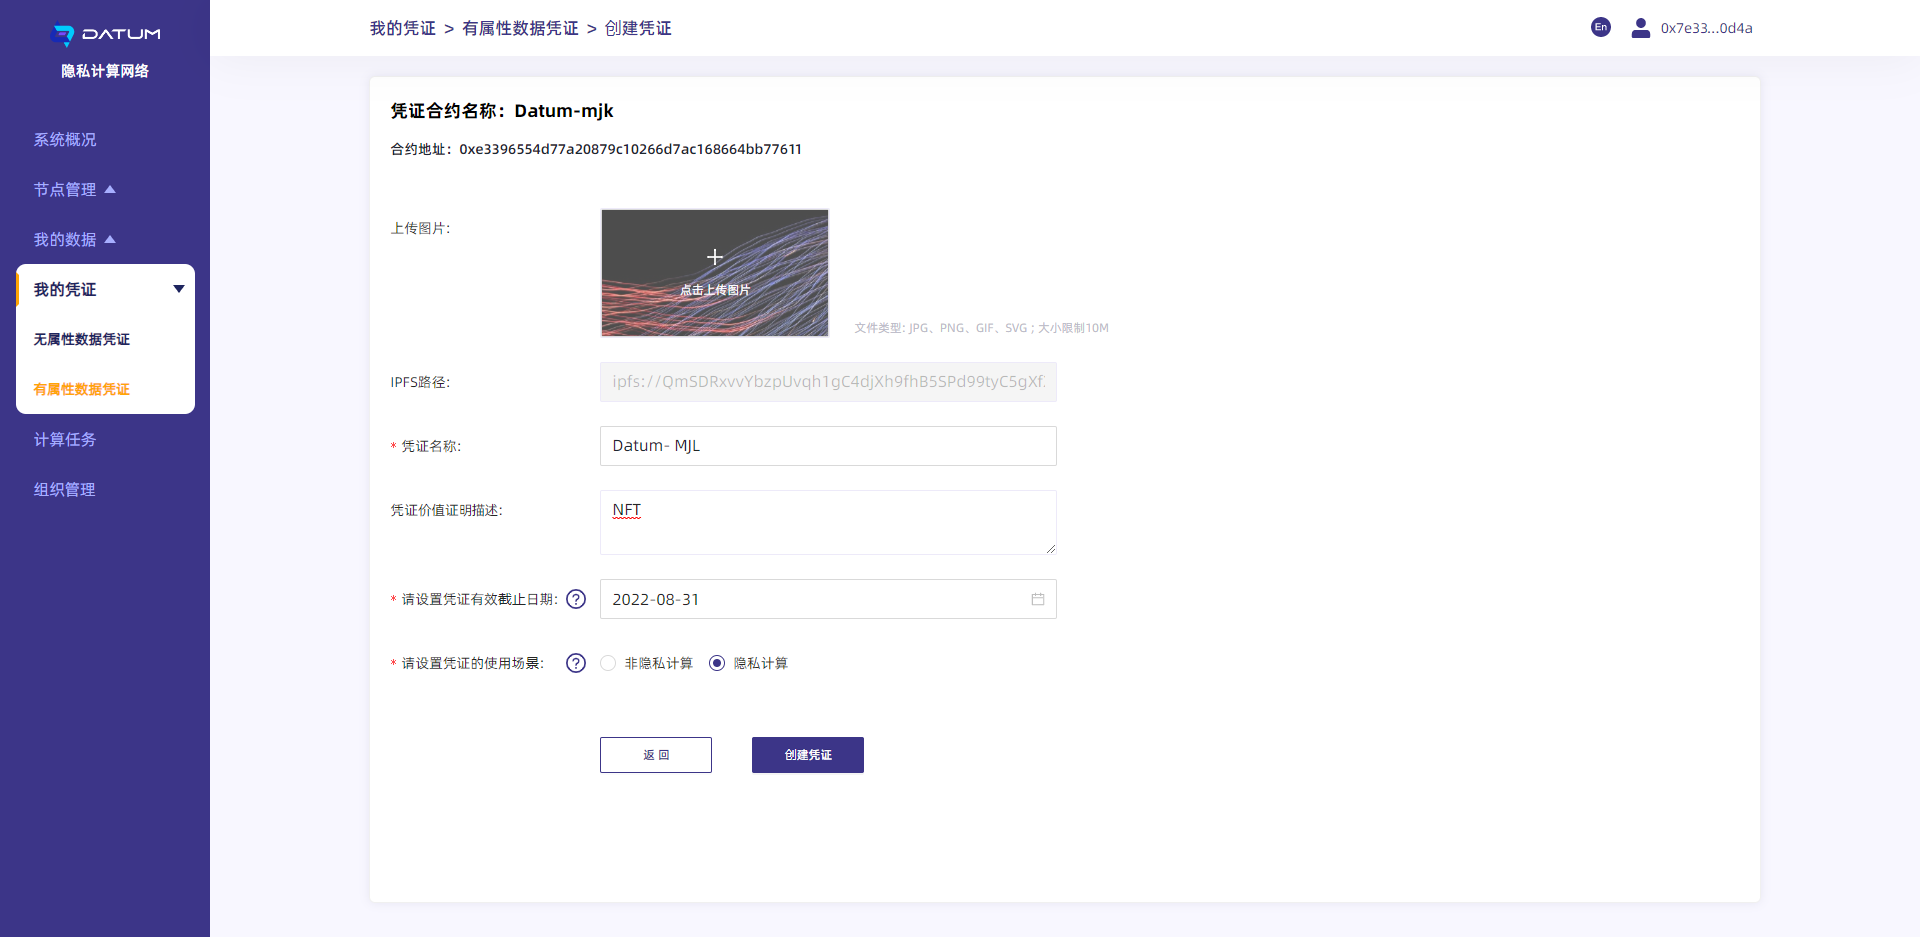 DATUM
隐私计算网络
系统概况
节点管理
我的数据
我的凭证
无属性数据凭证
有属性数据凭证
计算任务
组织管理
我的凭证 > 有属性数据凭证 > 创建凭证
En
0x7e33...0d4a
凭证合约名称：Datum-mjk
合约地址：0xe3396554d77a20879c10266d7ac168664bb77611
上传图片:
点击上传图片
文件类型: JPG、PNG、GIF、SVG ; 大小限制10M
IPFS路径:
ipfs://QmSDRxvvYbzpUvqh1gC4djXh9fhB5SPd99tyC5gXf
* 凭证名称:
Datum- MJL
凭证价值证明描述:
NFT
* 请设置凭证有效截止日期: ?
2022-08-31
* 请设置凭证的使用场景: ?
非隐私计算
隐私计算
返 回
创建凭证